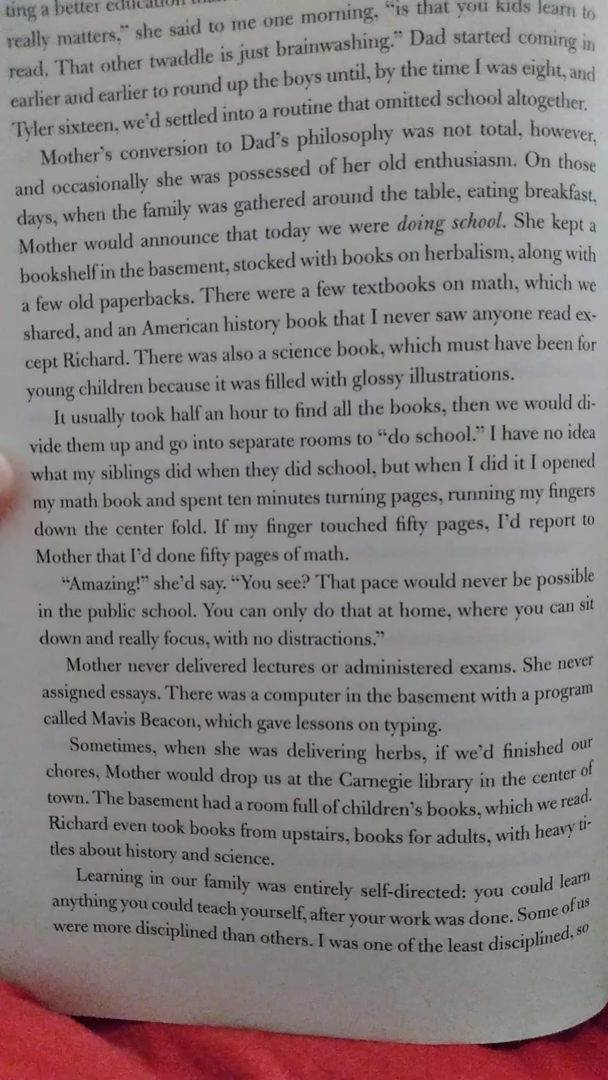 ting a better education
really matters,” she said to me one morning, “is that you kids learn to
read. That other twaddle is just brainwashing.” Dad started coming in
earlier and earlier to round up the boys until, by the time I was eight, and
Tyler sixteen, we’d settled into a routine that omitted school altogether.
Mother’s conversion to Dad’s philosophy was not total, however,
and occasionally she was possessed of her old enthusiasm. On those
days, when the family was gathered around the table, eating breakfast,
Mother would announce that today we were doing school. She kept a
bookshelf in the basement, stocked with books on herbalism, along with
a few old paperbacks. There were a few textbooks on math, which we
shared, and an American history book that I never saw anyone read ex-
cept Richard. There was also a science book, which must have been for
young children because it was filled with glossy illustrations.
It usually took half an hour to find all the books, then we would di-
vide them up and go into separate rooms to “do school.” I have no idea
what my siblings did when they did school, but when I did it I opened
my math book and spent ten minutes turning pages, running my fingers
down the center fold. If my finger touched fifty pages, I’d report to
Mother that I’d done fifty pages of math.
“Amazing!” she’d say. “You see? That pace would never be possible
in the public school. You can only do that at home, where you can sit
down and really focus, with no distractions.”
Mother never delivered lectures or administered exams. She never
assigned essays. There was a computer in the basement with a program
called Mavis Beacon, which gave lessons on typing.
Sometimes, when she was delivering herbs, if we’d finished our
chores, Mother would drop us at the Carnegie library in the center of
town. The basement had a room full of children’s books, which we read.
Richard even took books from upstairs, books for adults, with heavy ti-
tles about history and science.
Learning in our family was entirely self-directed: you could learn
anything you could teach yourself, after your work was done. Some of us
were more disciplined than others. I was one of the least disciplined, so